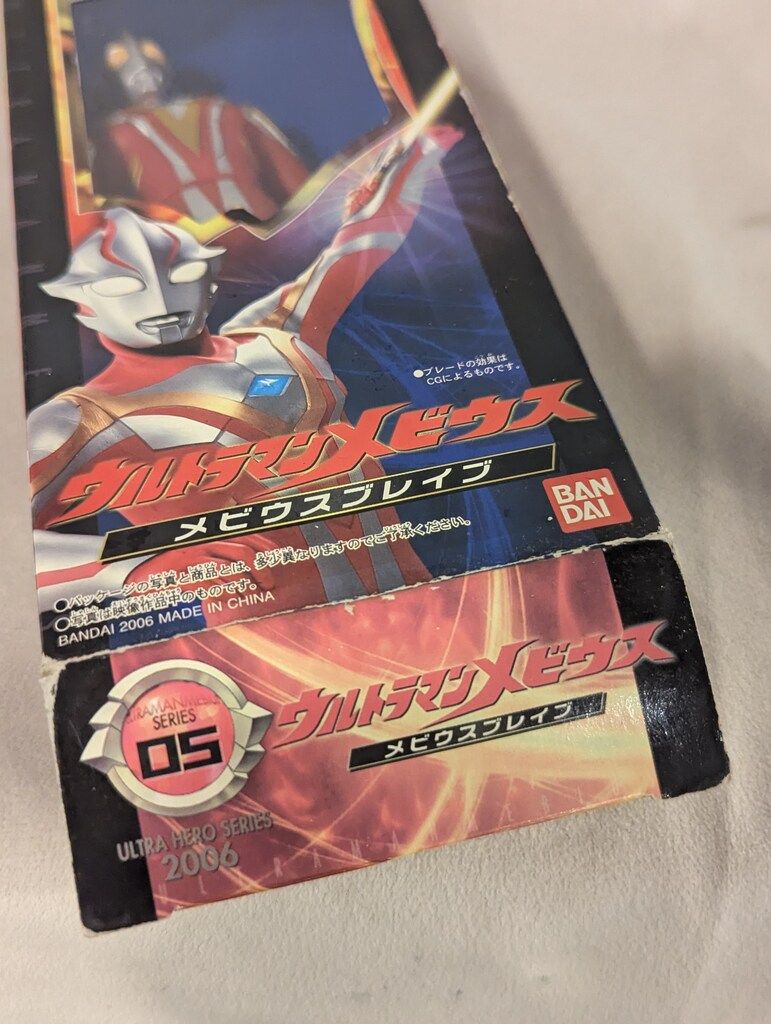 ●ブレードの効果は
CGによるものです。
ウルトラマンメビウス
メビウスブレイブ
BAN
DAI
○パッケージの写真と商品とは、多少異なりますのでご了承ください。
○写真は映像作品中のものです。
BANDAI 2006 MADE IN CHINA
SERIES
05
ウルトラマンメビウス
メビウスブレイブ
ULTRA HERO SERIES
2006